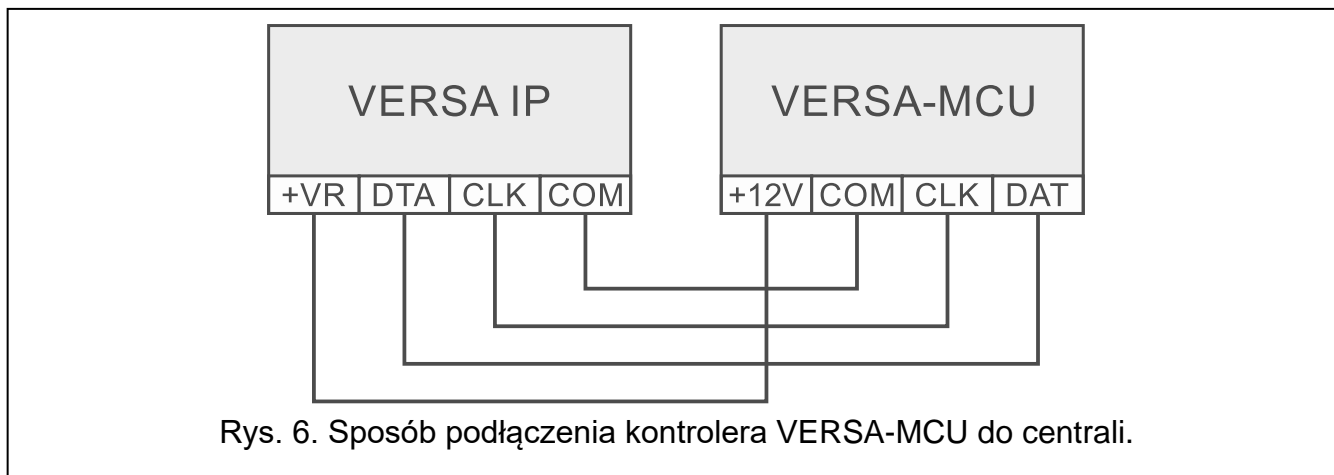 VERSA IP VERSA-MCU
+VR DTA CLK COM +12V COM CLK DAT
Rys. 6. Sposób podłączenia kontrolera VERSA-MCU do centrali.